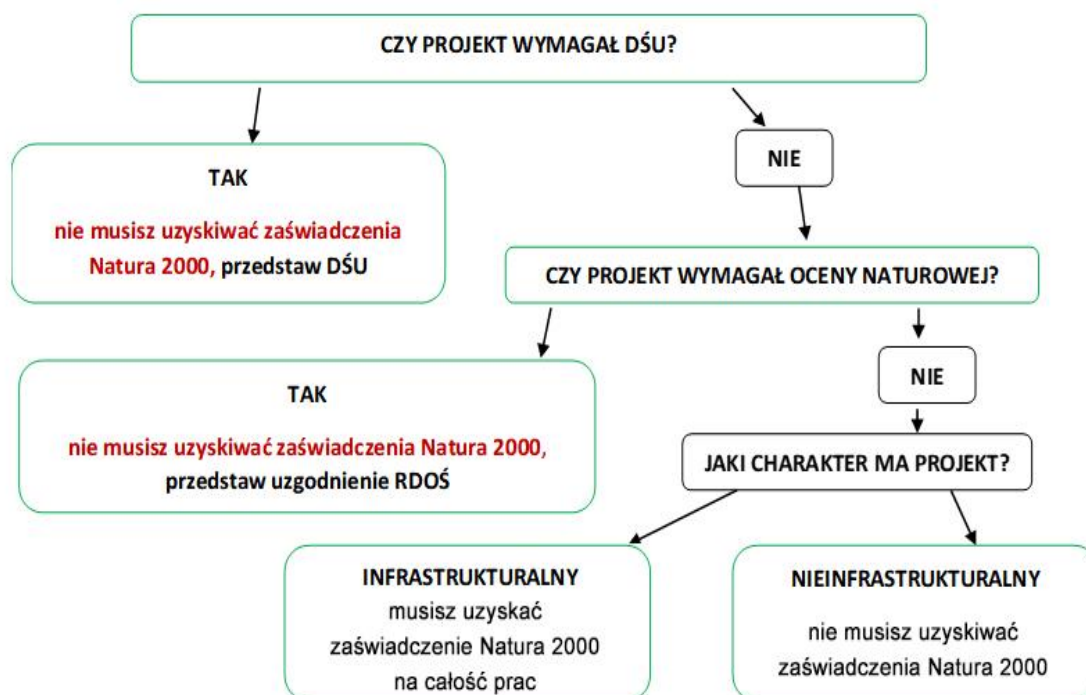 CZY PROJEKT WYMAGAŁ DŚU?
TAK
nie musisz uzyskiwać zaświadczenia
Natura 2000, przedstaw DŚU
NIE
CZY PROJEKT WYMAGAŁ OCENY NATUROWEJ?
TAK
nie musisz uzyskiwać zaświadczenia Natura 2000,
przedstaw uzgodnienie RDOŚ
NIE
JAKI CHARAKTER MA PROJEKT?
INFRASTRUKTURALNY
musisz uzyskać
zaświadczenie Natura 2000
na całość prac
NIEINFRASTRUKTURALNY
nie musisz uzyskiwać
zaświadczenia Natura 2000